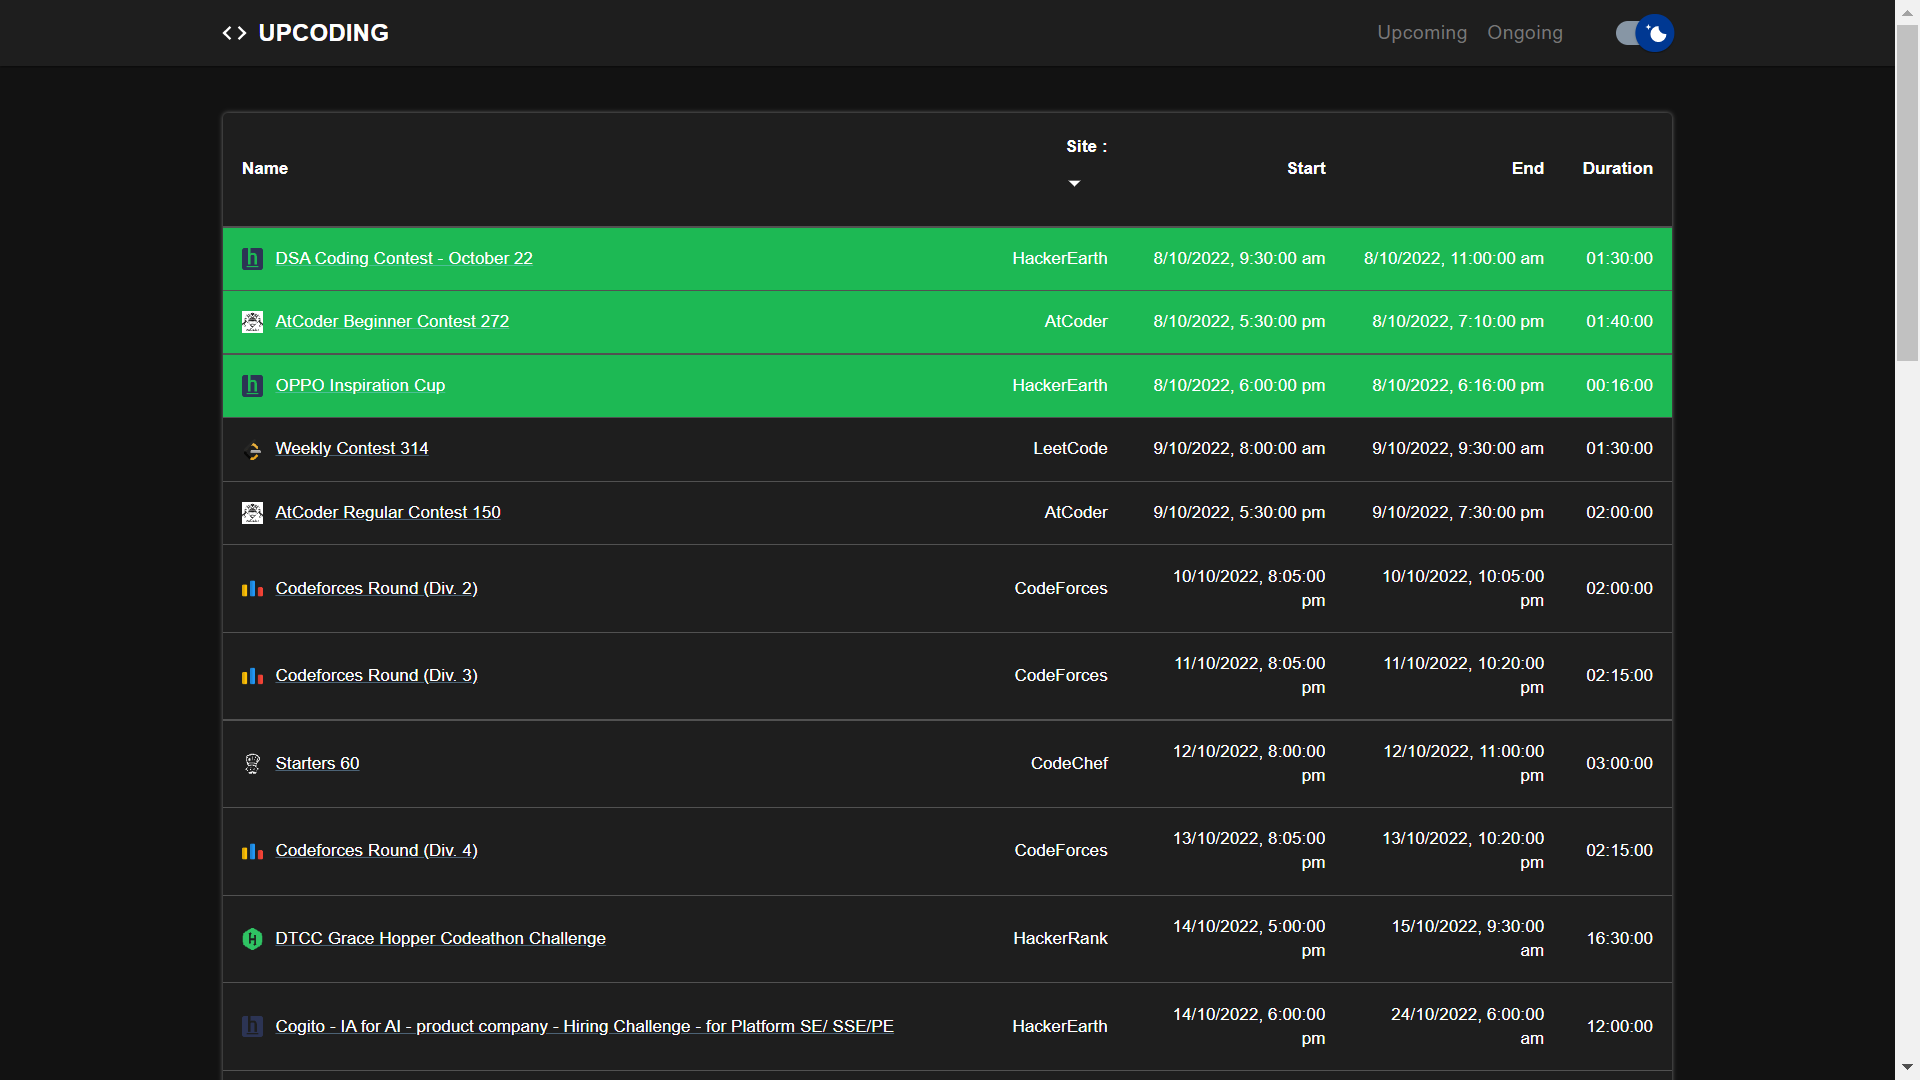 <> UPCODING
Upcoming Ongoing
Name Site : Start End Duration
DSA Coding Contest - October 22 HackerEarth 8/10/2022, 9:30:00 am 8/10/2022, 11:00:00 am 01:30:00
AtCoder Beginner Contest 272 AtCoder 8/10/2022, 5:30:00 pm 8/10/2022, 7:10:00 pm 01:40:00
OPPO Inspiration Cup HackerEarth 8/10/2022, 6:00:00 pm 8/10/2022, 6:16:00 pm 00:16:00
Weekly Contest 314 LeetCode 9/10/2022, 8:00:00 am 9/10/2022, 9:30:00 am 01:30:00
AtCoder Regular Contest 150 AtCoder 9/10/2022, 5:30:00 pm 9/10/2022, 7:30:00 pm 02:00:00
Codeforces Round (Div. 2) CodeForces 10/10/2022, 8:05:00 pm 10/10/2022, 10:05:00 pm 02:00:00
Codeforces Round (Div. 3) CodeForces 11/10/2022, 8:05:00 pm 11/10/2022, 10:20:00 pm 02:15:00
Starters 60 CodeChef 12/10/2022, 8:00:00 pm 12/10/2022, 11:00:00 pm 03:00:00
Codeforces Round (Div. 4) CodeForces 13/10/2022, 8:05:00 pm 13/10/2022, 10:20:00 pm 02:15:00
DTCC Grace Hopper Codeathon Challenge HackerRank 14/10/2022, 5:00:00 pm 15/10/2022, 9:30:00 am 16:30:00
Cogito - IA for AI - product company - Hiring Challenge - for Platform SE/ SSE/PE HackerEarth 14/10/2022, 6:00:00 pm 24/10/2022, 6:00:00 am 12:00:00